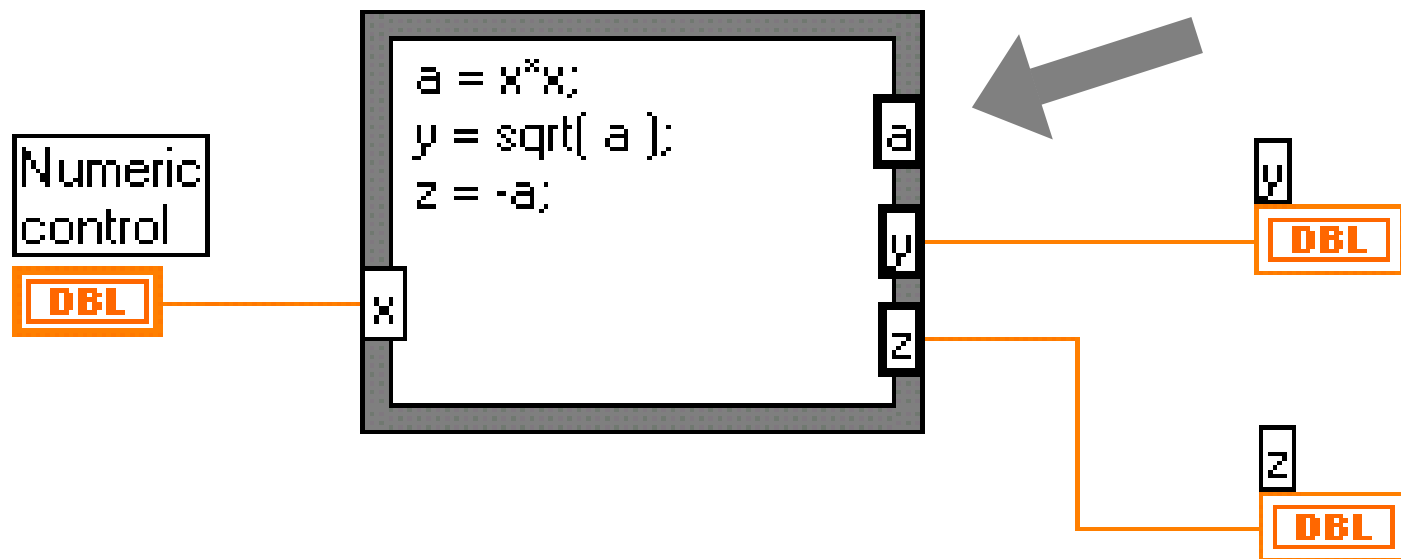 a = x*x;
y = sqrt( a );
z = -a;
a
Numeric
control
y
y
DBL
DBL
x
z
z
DBL